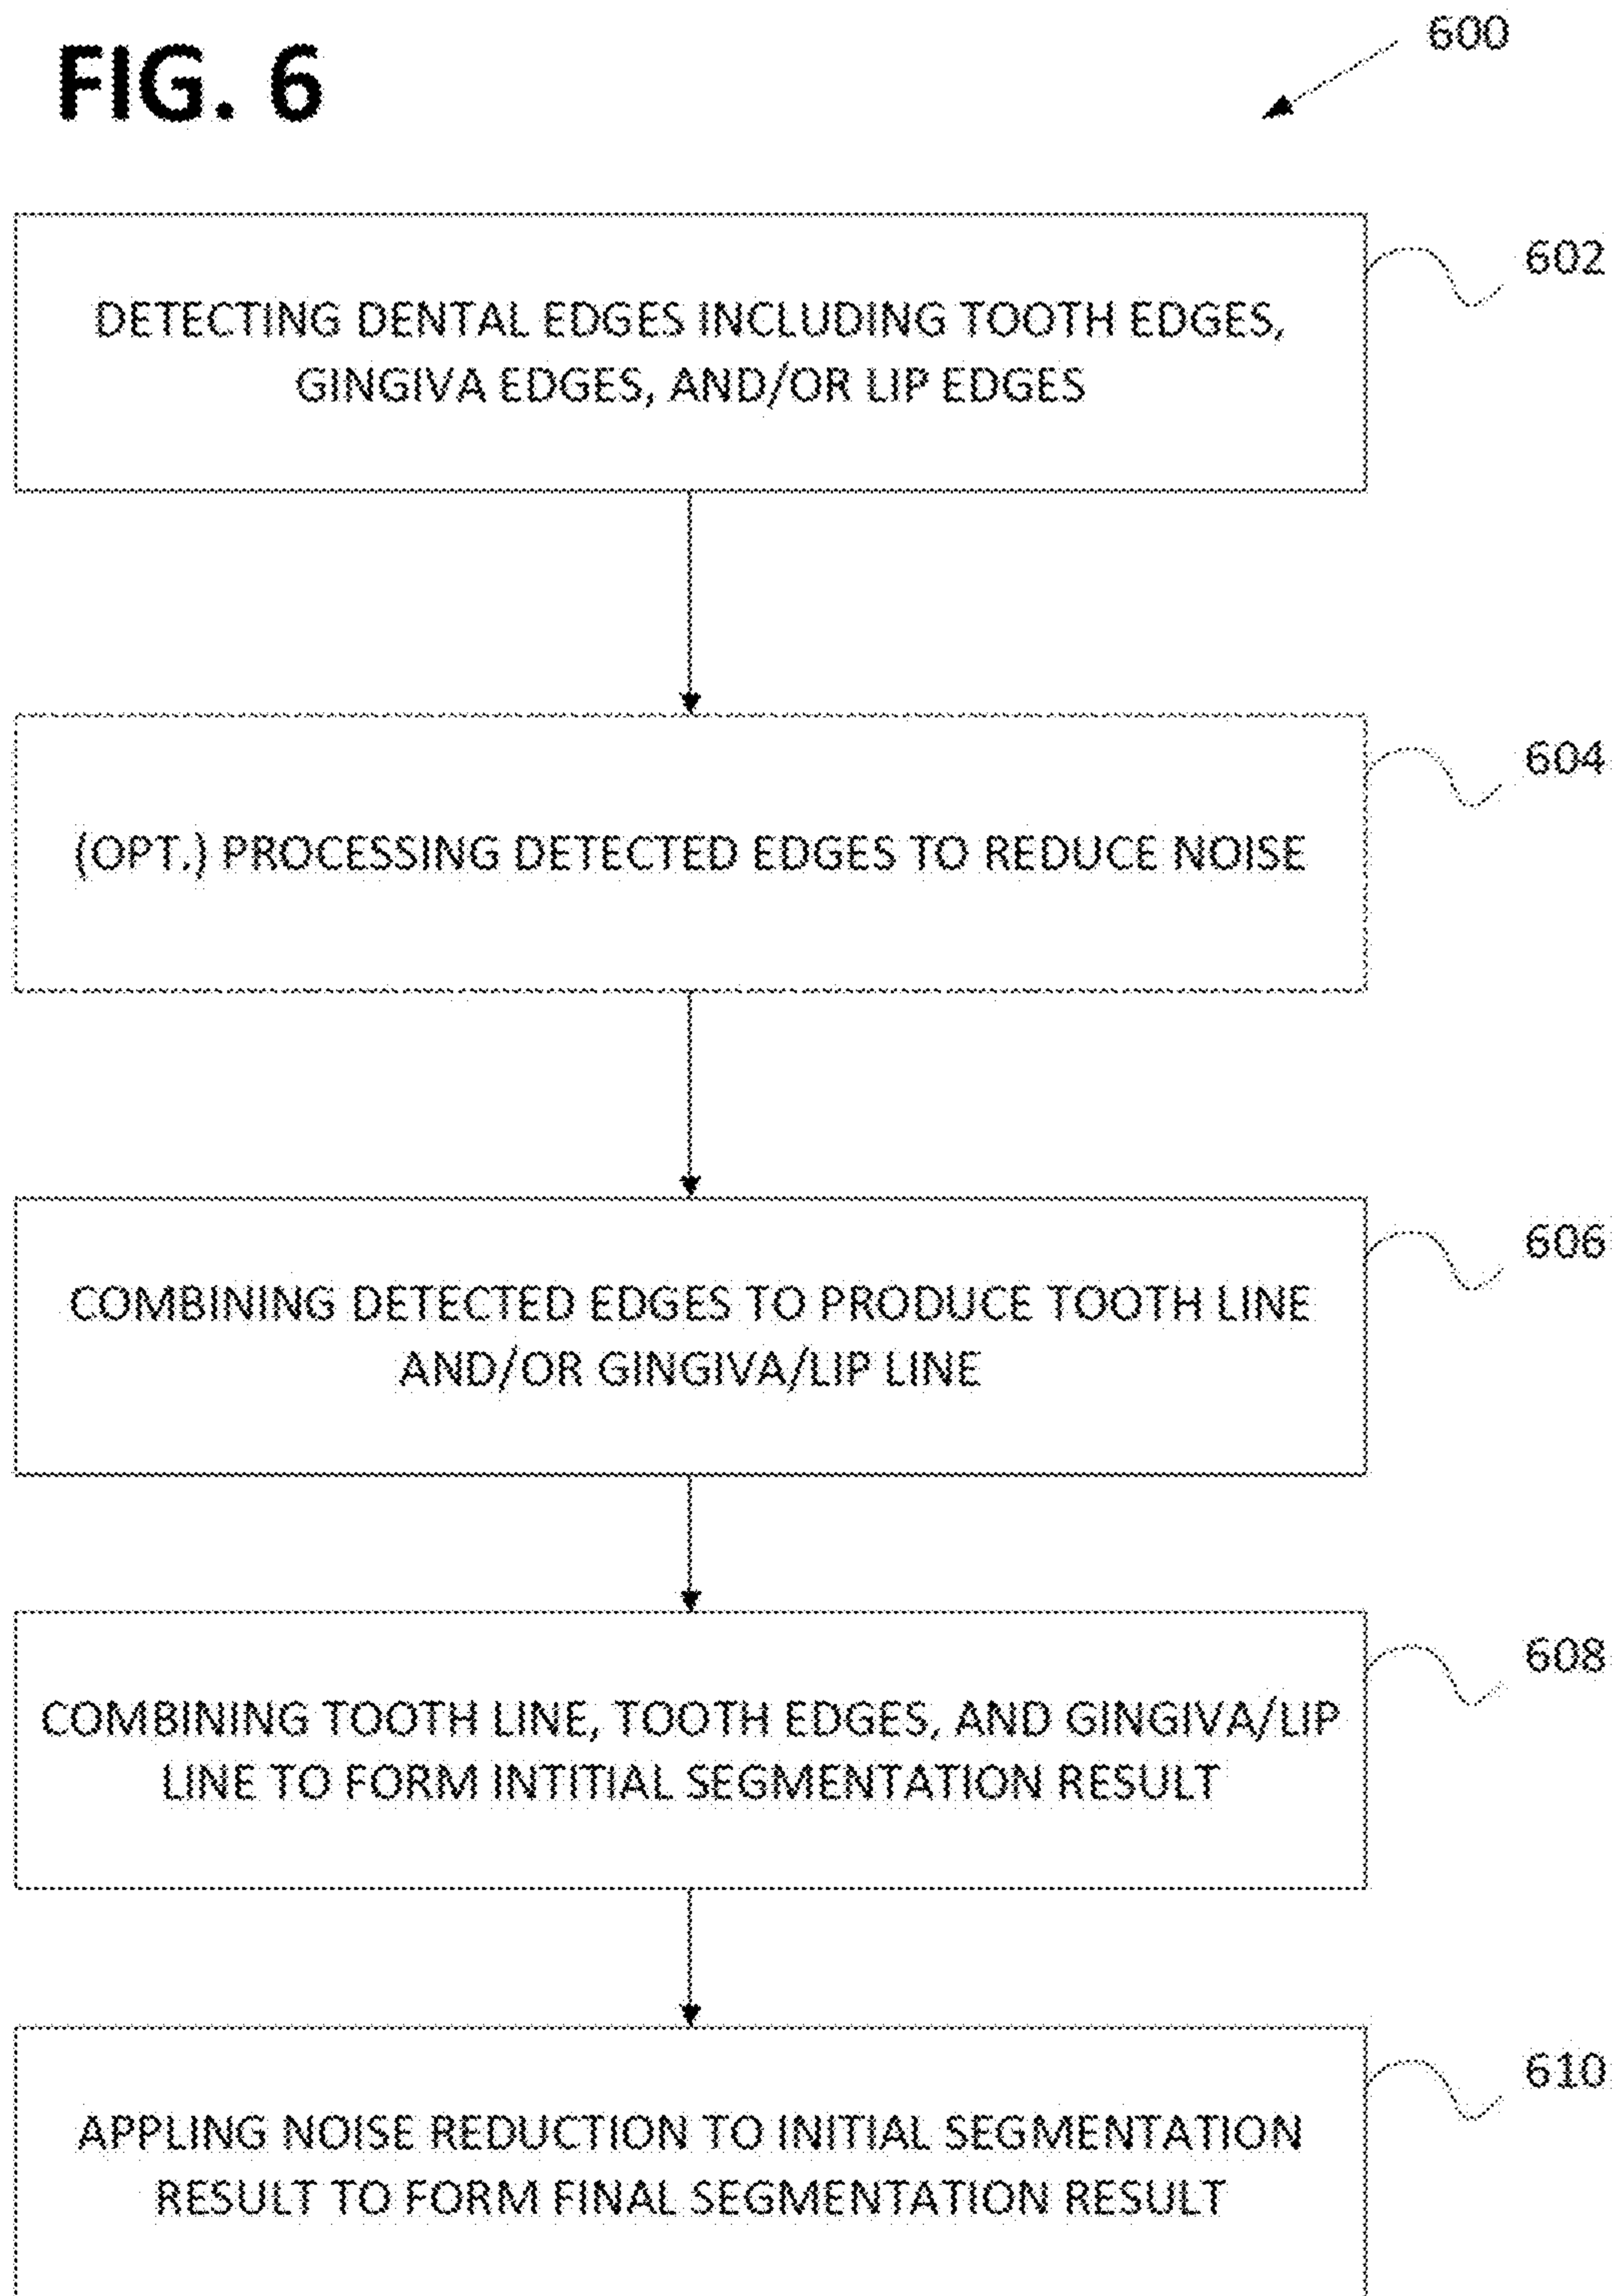 FIG. 6
600
602
DETECTING DENTAL EDGES INCLUDING TOOTH EDGES,
GINGIVA EDGES, AND/OR LIP EDGES
604
(OPT.) PROCESSING DETECTED EDGES TO REDUCE NOISE
606
COMBINING DETECTED EDGES TO PRODUCE TOOTH LINE
AND/OR GINGIVA/LIP LINE
608
COMBINING TOOTH LINE, TOOTH EDGES, AND GINGIVA/LIP
LINE TO FORM INTITIAL SEGMENTATION RESULT
610
APPLING NOISE REDUCTION TO INITIAL SEGMENTATION
RESULT TO FORM FINAL SEGMENTATION RESULT